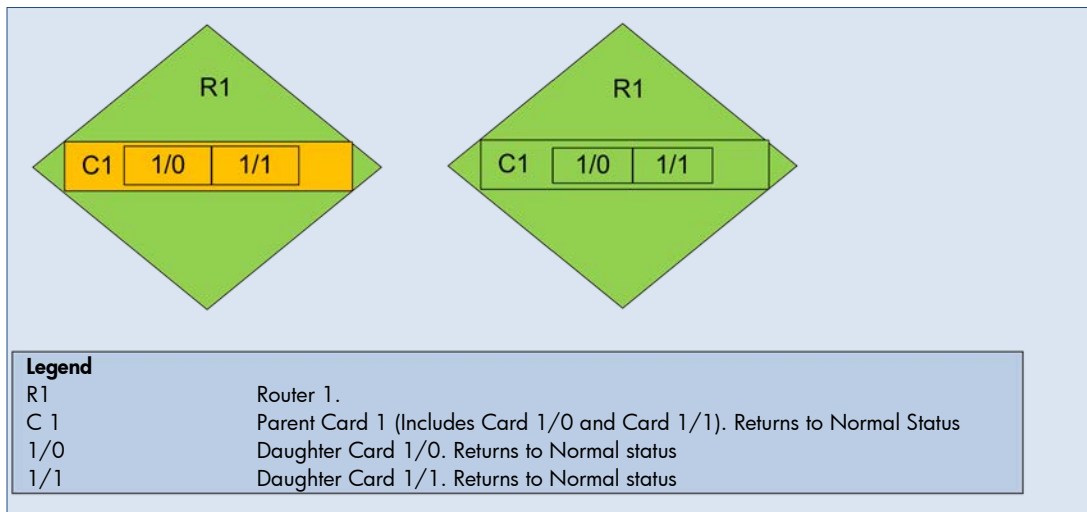 R1
C1 1/0 1/1
R1
C1 1/0 1/1
Legend
R1 Router 1.
C 1 Parent Card 1 (Includes Card 1/0 and Card 1/1). Returns to Normal Status
1/0 Daughter Card 1/0. Returns to Normal status
1/1 Daughter Card 1/1. Returns to Normal status